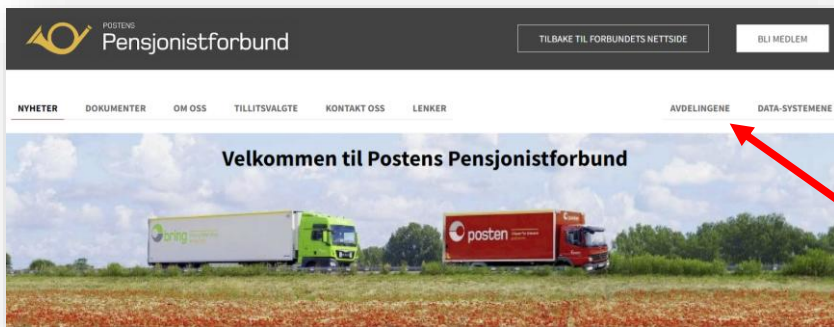 POSTENS
Pensjonistforbund
TILBAKE TIL FORBUNDETS NETTSIDE
BLI MEDLEM
NYHETER DOKUMENTER OM OSS TILLITSVALGTE KONTAKT OSS LENKER AVDELINGENE DATA-SYSTEMENE
Velkommen til Postens Pensjonistforbund
bring
posten